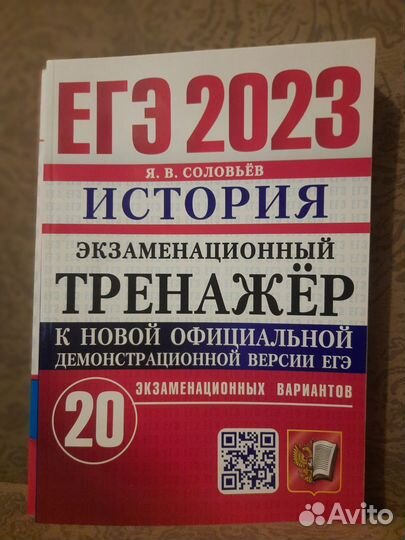 ЕГЭ 2023
Я. В. СОЛОВЬЁВ
ИСТОРИЯ
ЭКЗАМЕНАЦИОННЫЙ
ТРЕНАЖЁР
К НОВОЙ ОФИЦИАЛЬНОЙ
ДЕМОНСТРАЦИОННОЙ ВЕРСИИ ЕГЭ
20
ЭКЗАМЕНАЦИОННЫХ ВАРИАНТОВ
Avito